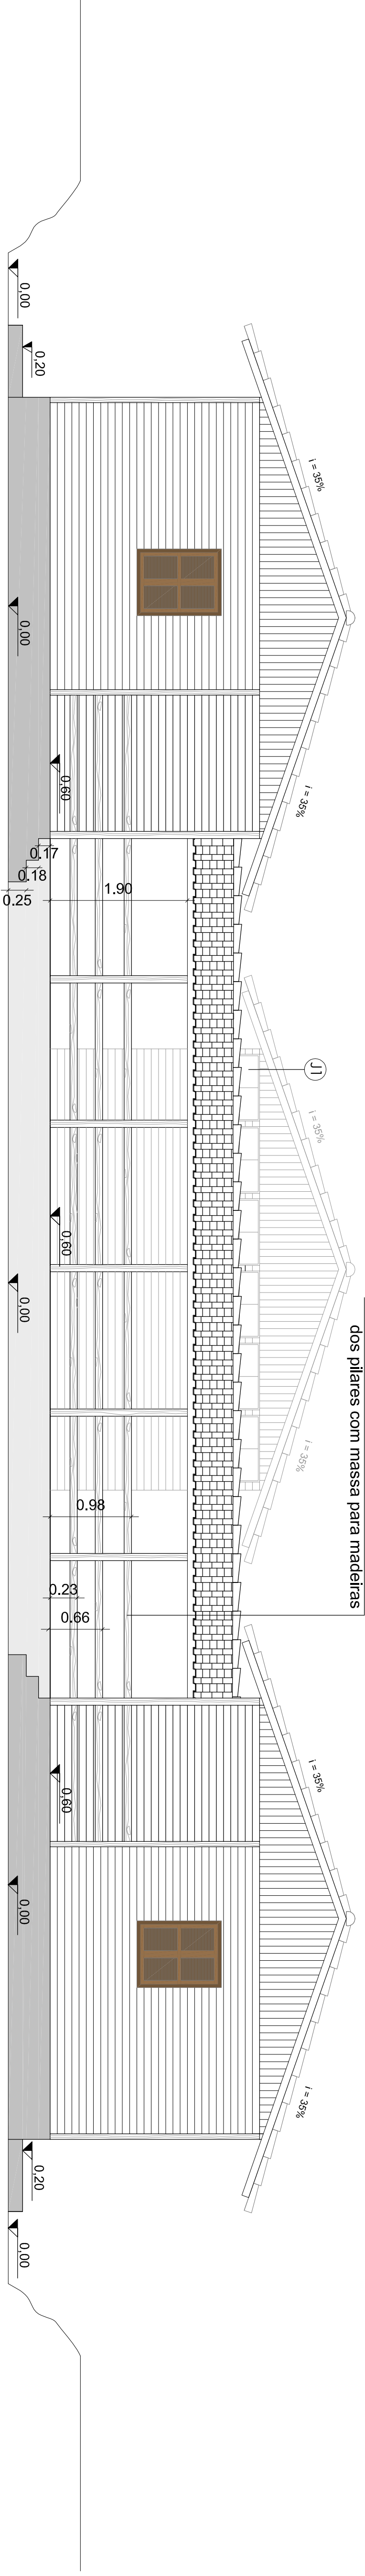 0,00
0,20
i = 35%
0,00
i = 35%
0,60
0.17
0.18
0.25
1.90
J1
i = 35%
0,60
0,00
dos pilares com massa para madeiras
i = 35%
0.98
0.23
0.66
i = 35%
0,60
0,00
i = 35%
0,20
0,00